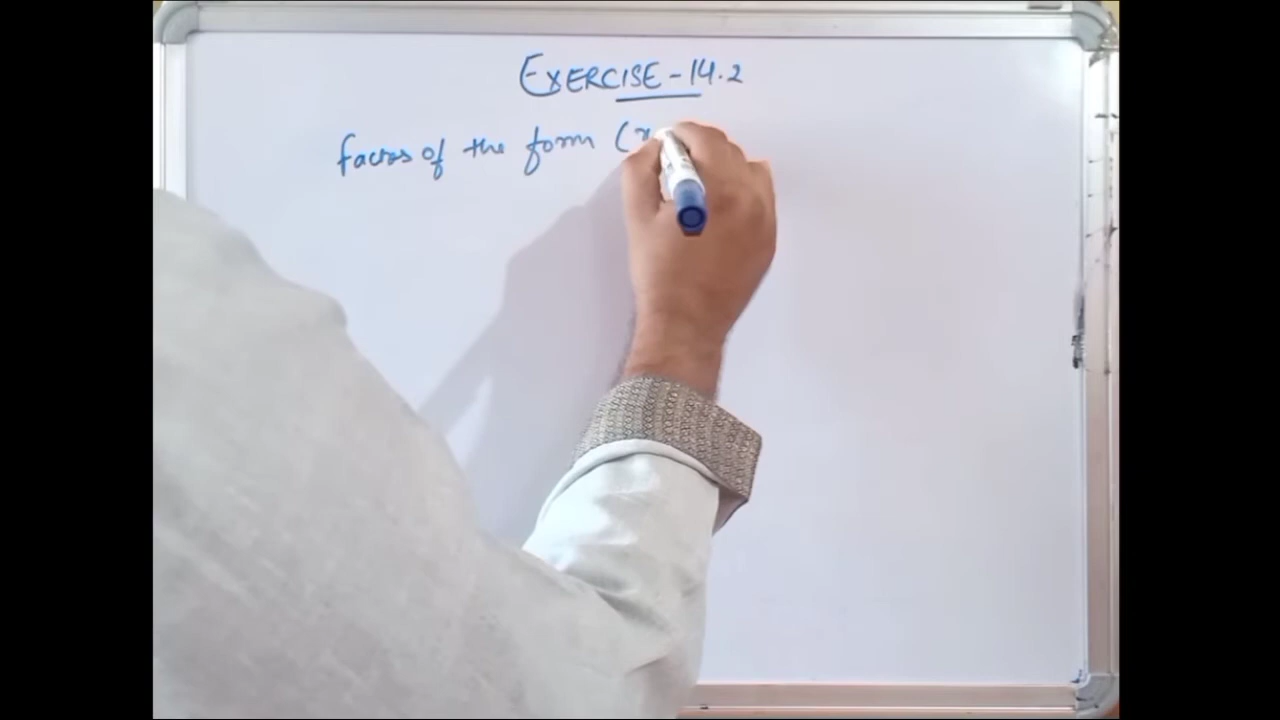 EXERCISE-14.2
facros of the form (x